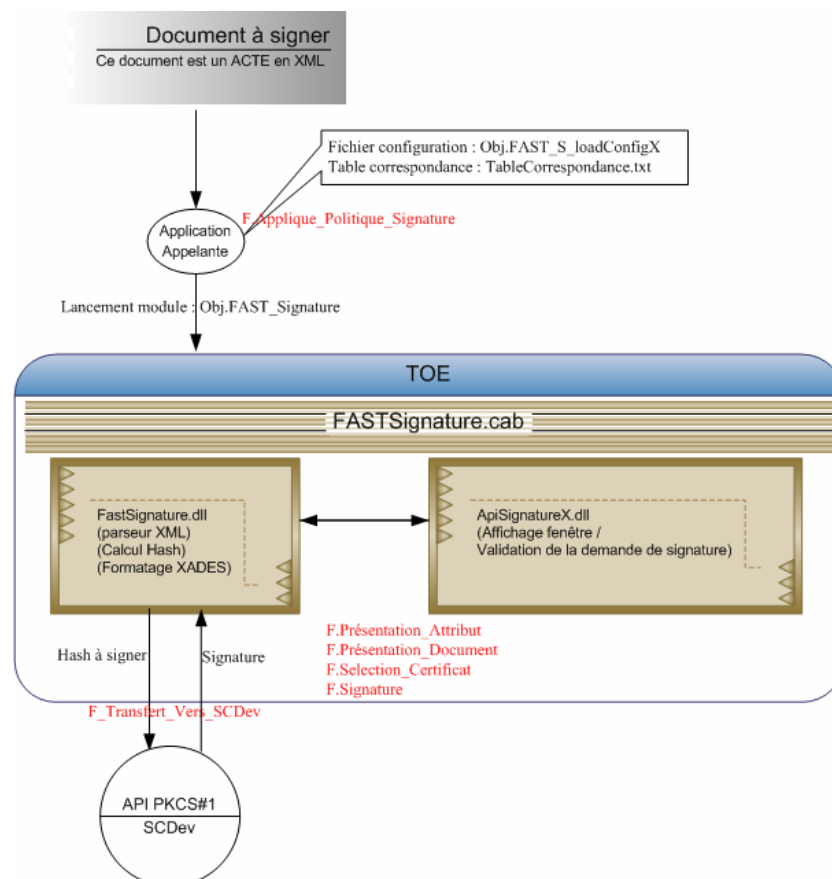 Document à signer
Ce document est un ACTE en XML
Fichier configuration : Obj.FAST_S_loadConfigX
Table correspondance : TableCorrespondance.txt
F.Applique_Politique_Signature
Application
Appelante
Lancement module : Obj.FAST_Signature
TOE
FASTSignature.cab
FastSignature.dll
(parseur XML)
(Calcul Hash)
(Formatage XADES)
ApiSignatureX.dll
(Affichage fenêtre /
Validation de la demande de signature)
F.Présentation_Attribut
F.Présentation_Document
F.Selection_Certificat
F.Signature
Hash à signer
Signature
F_Transfert_Vers_SCDev
API PKCS#1
SCDev